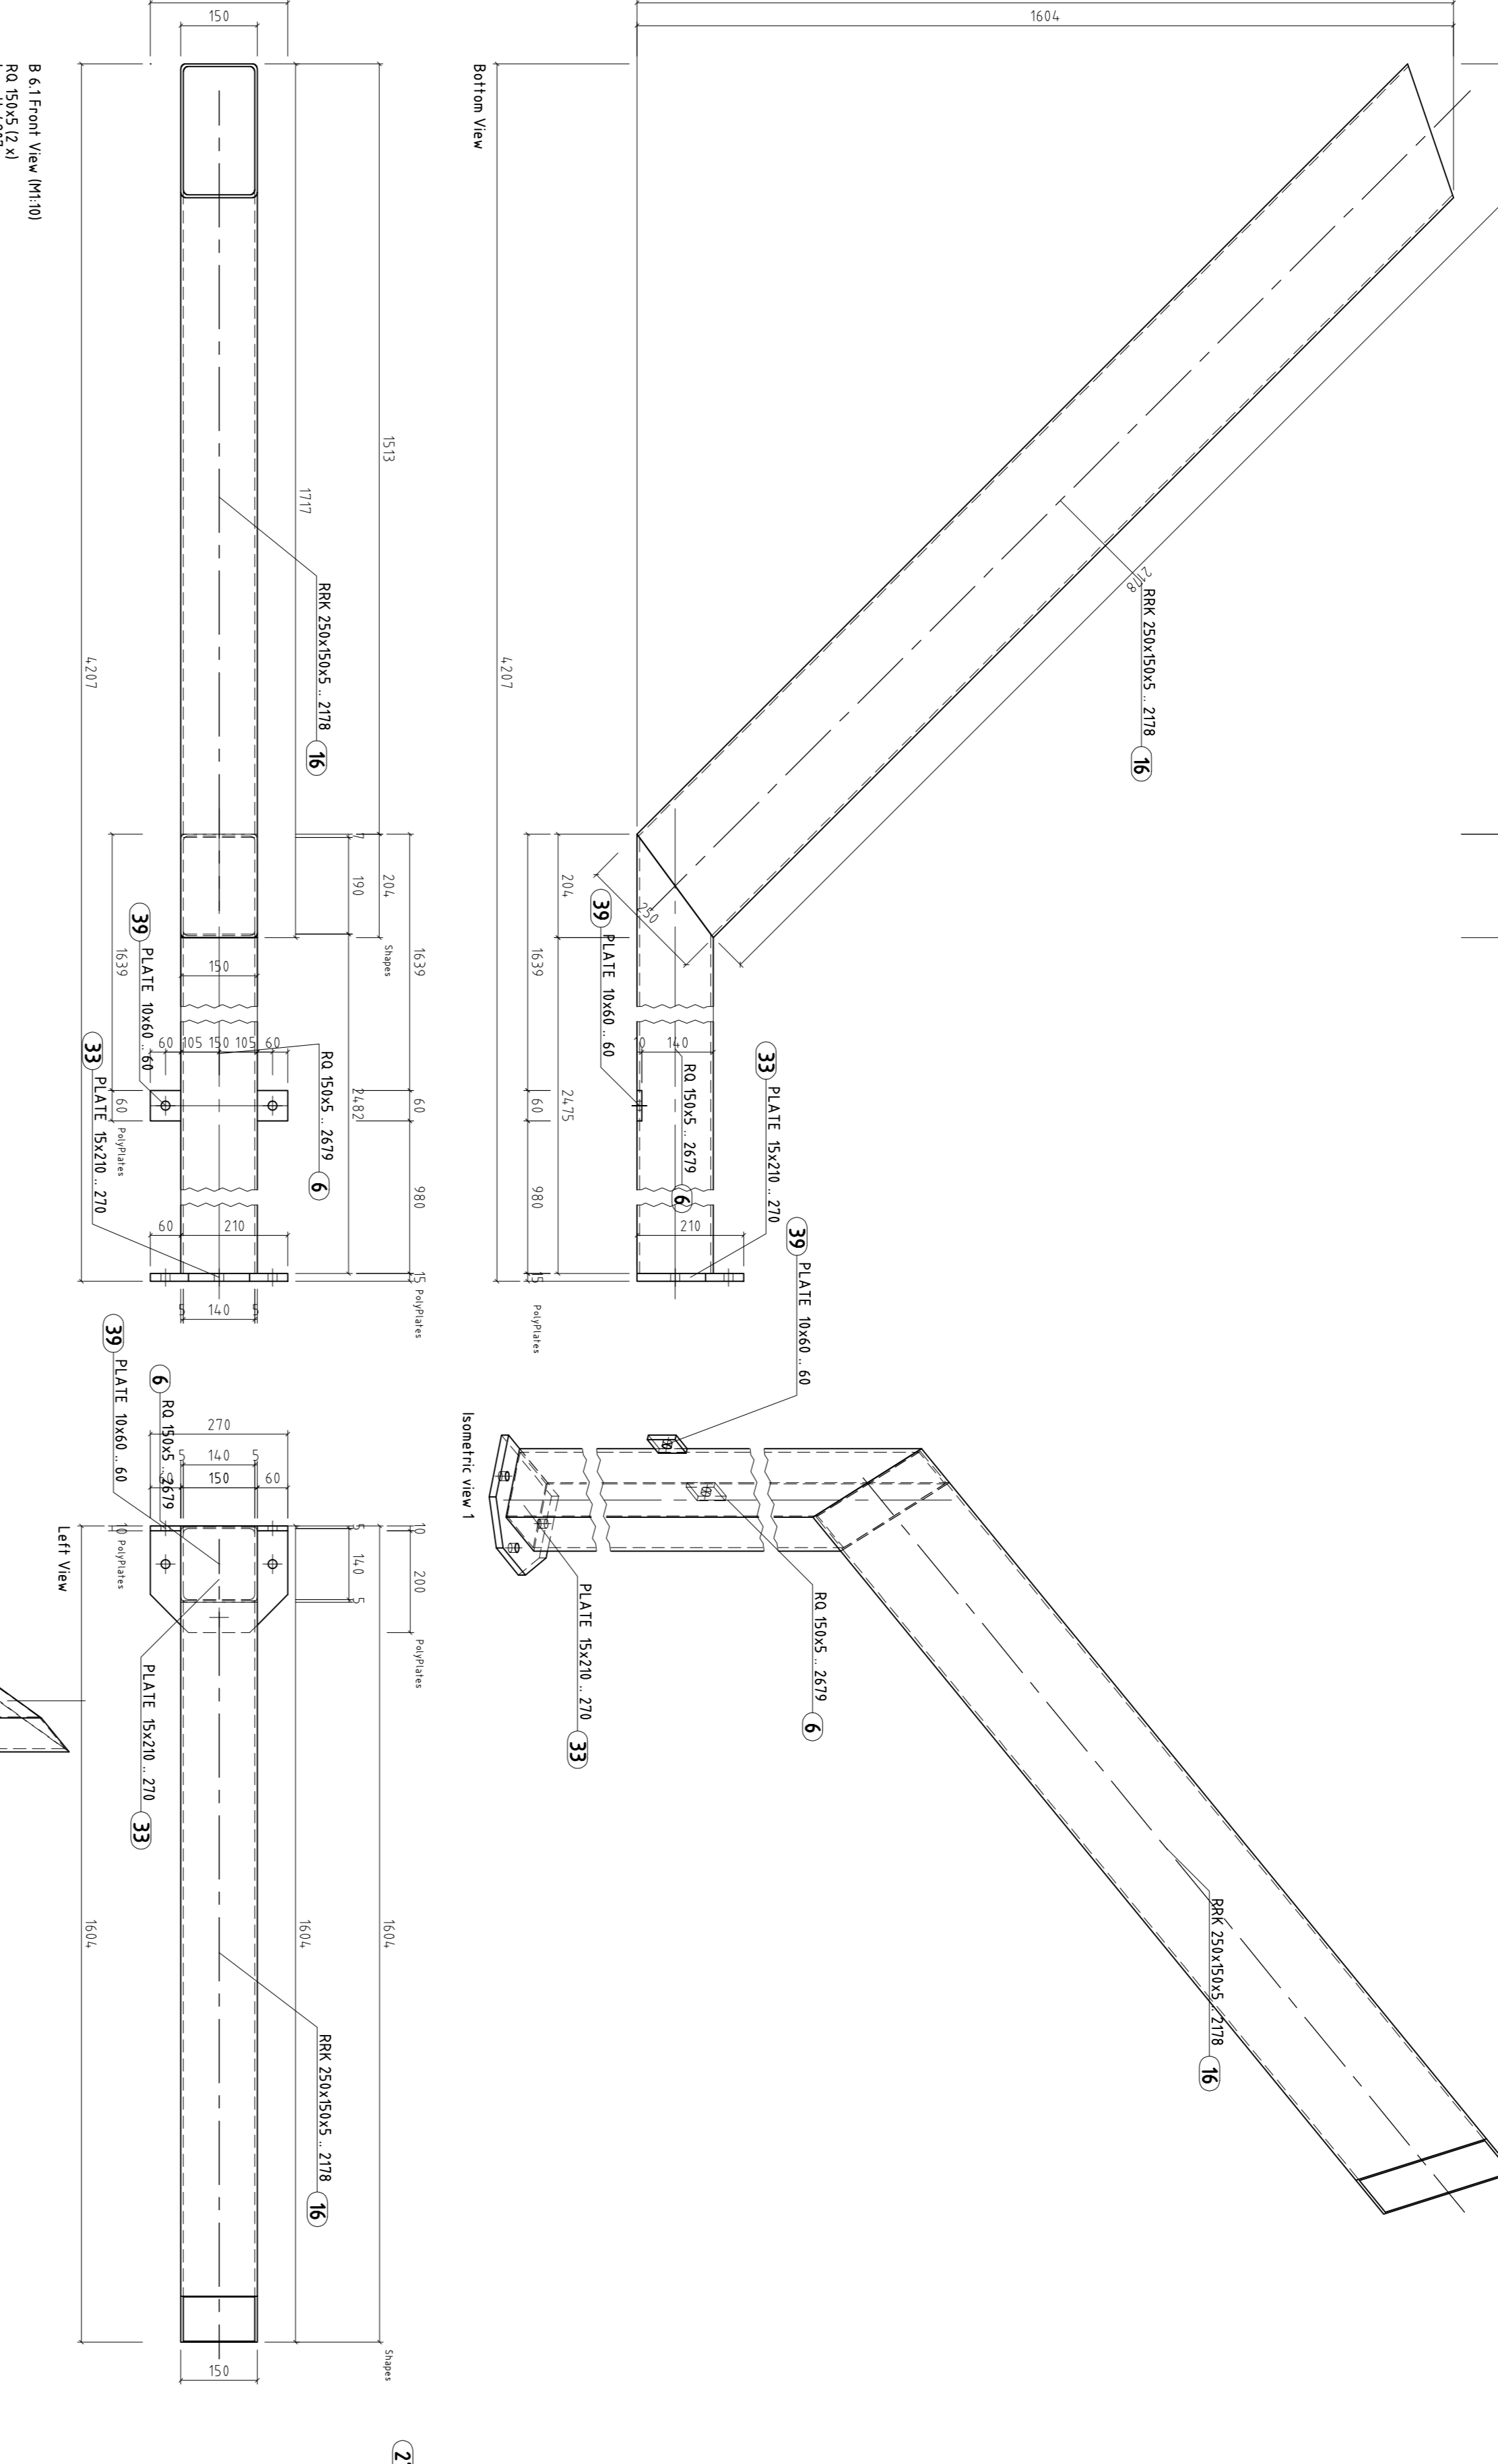 B 6.1 Front View (M1:10)
RQ 150x5 (2 x)
150
1513
1717
RRK 250x150x5 .. 2178
16
4207
7
190
204
Shapes
1639
1639
150
39
PLATE 10x60 .. 60
60
105
150
105
60
33
PLATE 15x210 .. 270
RQ 150x5 .. 2679
6
2482
60
60
PolyPlates
980
60
210
15
PolyPlates
5
140
5
Bottom View
1604
4207
2178
RRK 250x150x5 .. 2178
16
250
204
1639
39
PLATE 10x60 .. 60
10
140
RQ 150x5 .. 2679
6
33
PLATE 15x210 .. 270
60
2475
980
210
15
PolyPlates
Left View
39
PLATE 10x60 .. 60
6
RQ 150x5 .. 2679
270
5
140
5
150
60
10
PolyPlates
5
140
5
10
200
PolyPlates
PLATE 15x210 .. 270
33
1604
1604
1604
RRK 250x150x5 .. 2178
16
Shapes
150
Isometric view 1
39
PLATE 10x60 .. 60
RQ 150x5 .. 2679
6
PLATE 15x210 .. 270
33
RRK 250x150x5 .. 2178
16